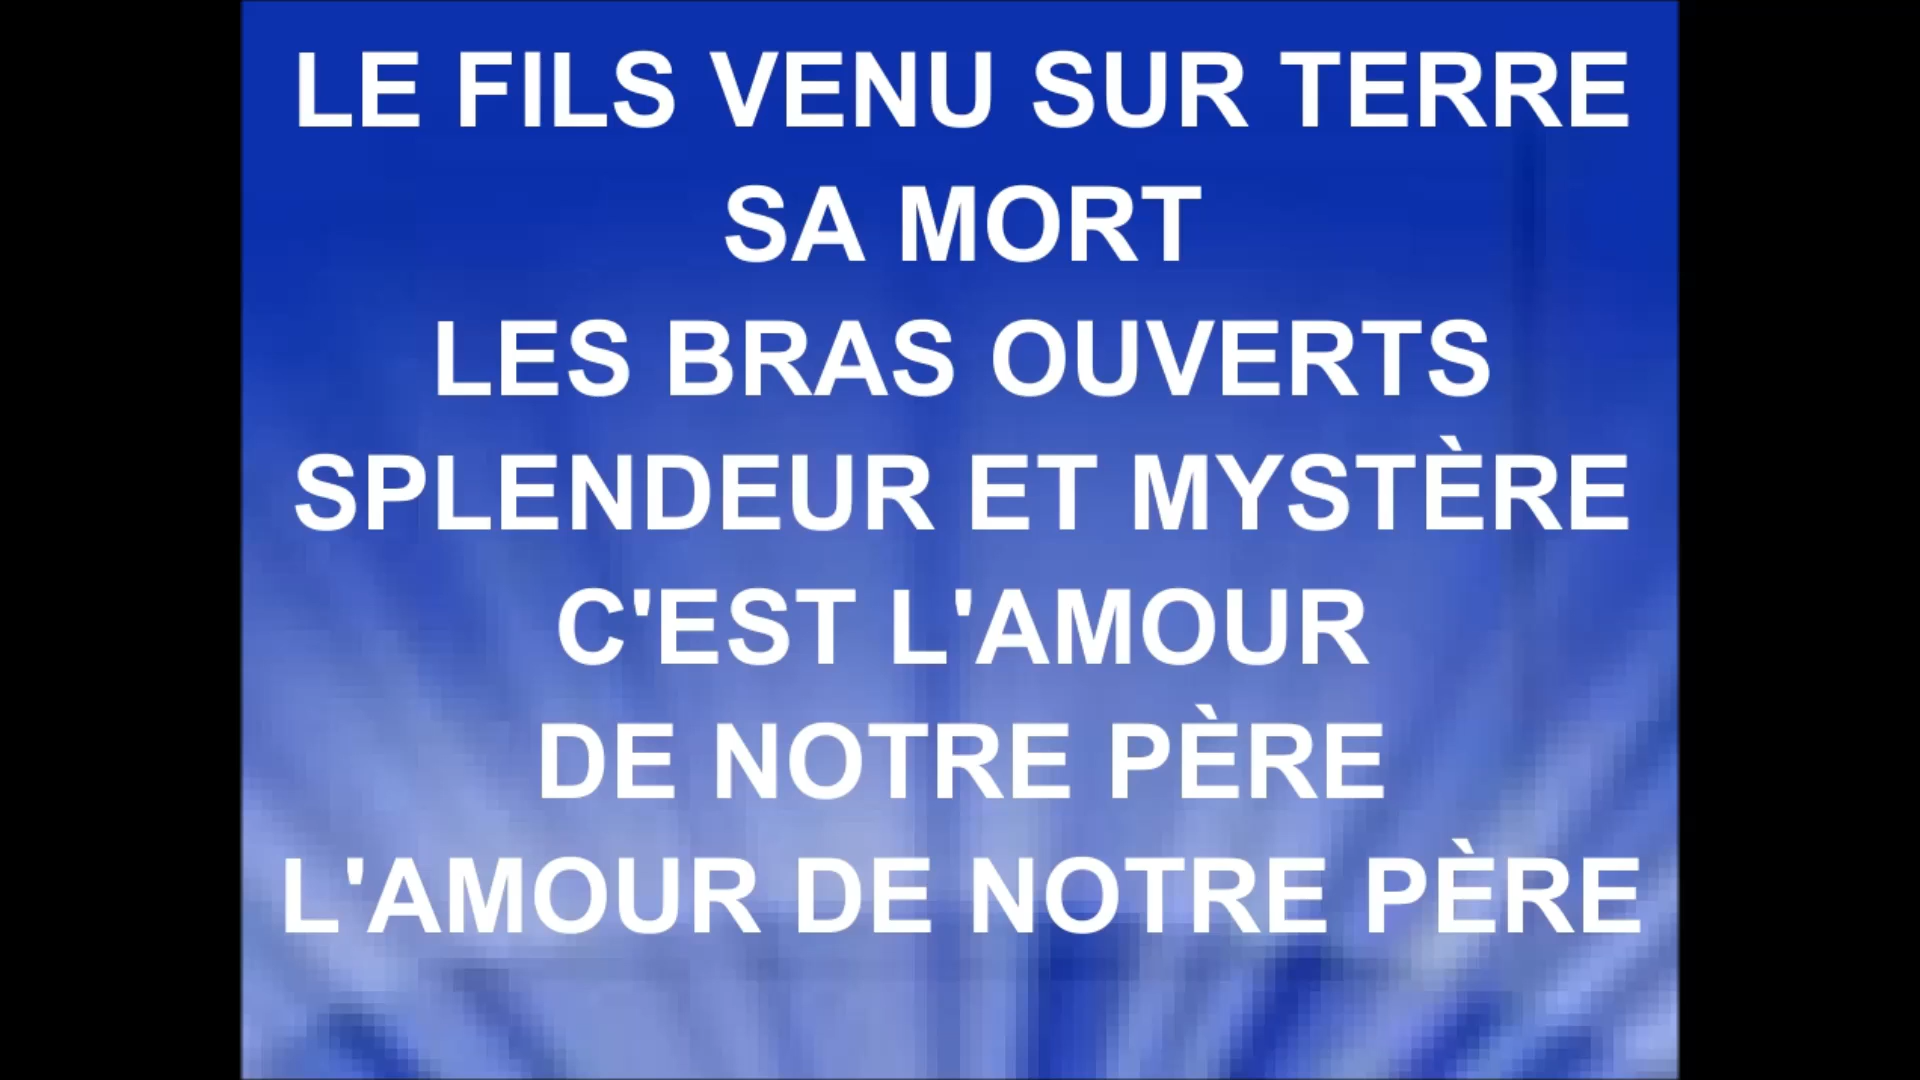 LE FILS VENU SUR TERRE
SA MORT
LES BRAS OUVERTS
SPLENDEUR ET MYSTÈRE
C'EST L'AMOUR
DE NOTRE PÈRE
L'AMOUR DE NOTRE PÈRE